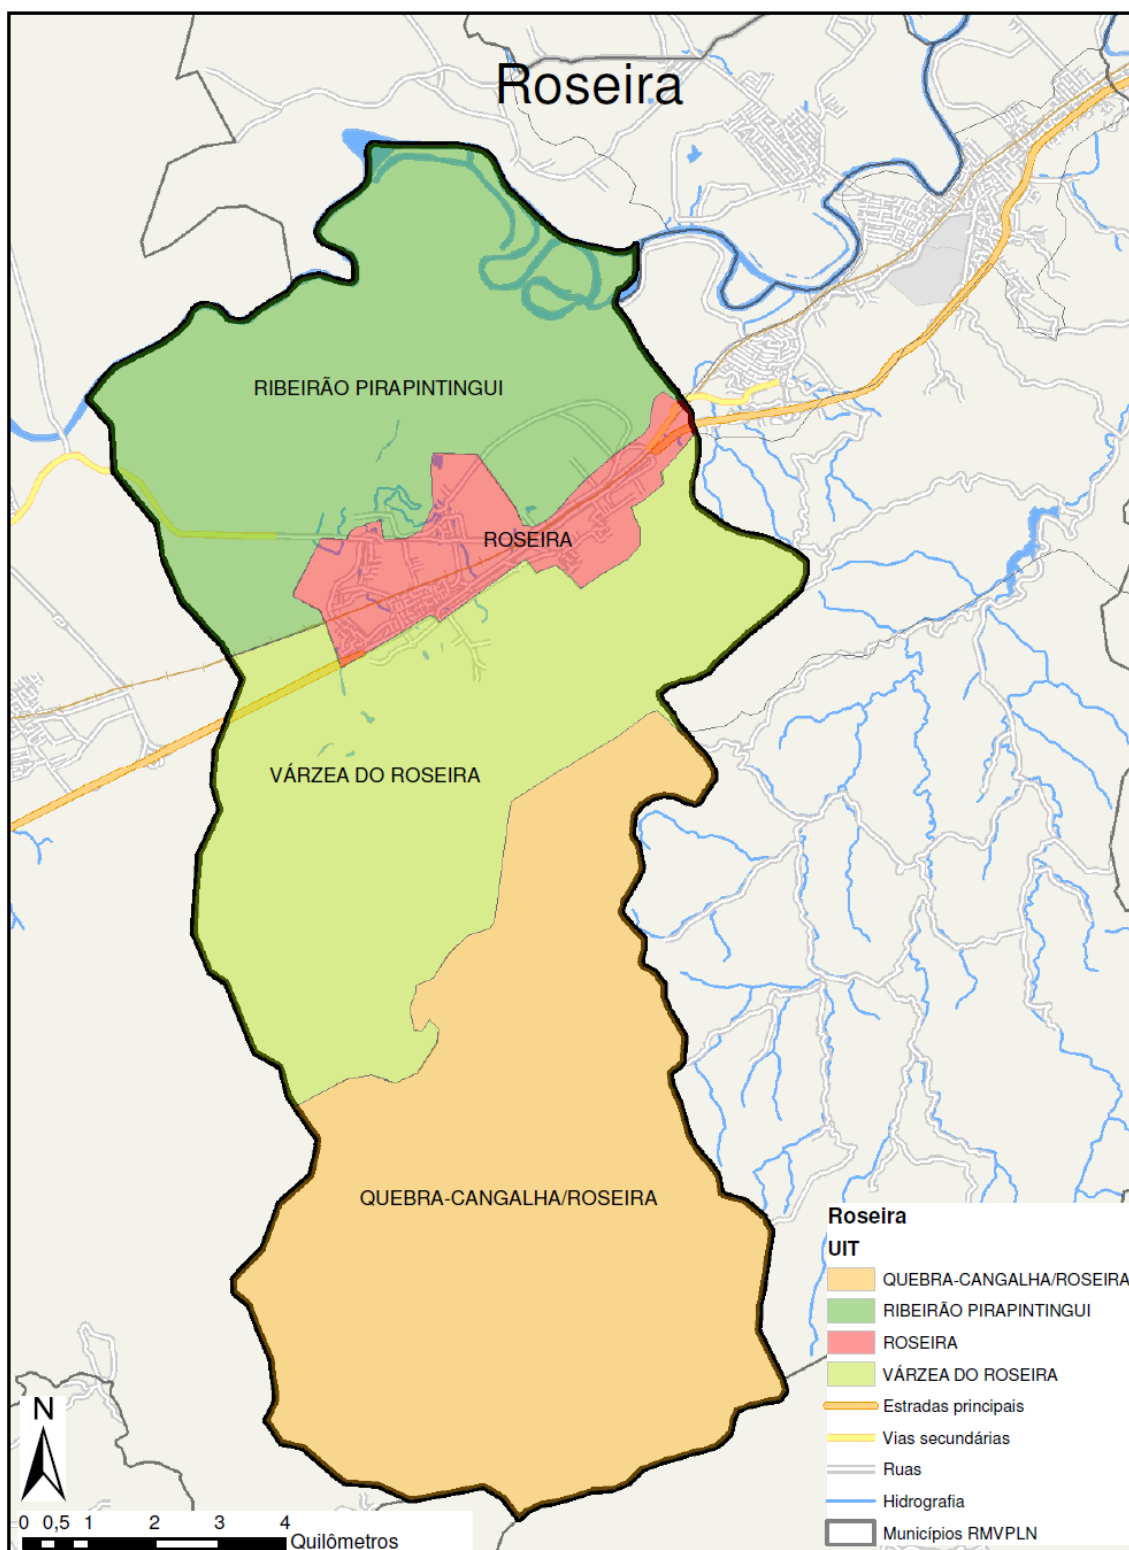 Roseira
RIBEIRÃO PIRAPINTINGUI
ROSEIRA
VÁRZEA DO ROSEIRA
QUEBRA-CANGALHA/ROSEIRA
Roseira
UIT
QUEBRA-CANGALHA/ROSEIRA
RIBEIRÃO PIRAPINTINGUI
ROSEIRA
VÁRZEA DO ROSEIRA
Estradas principais
Vias secundárias
Ruas
Hidrografia
Municípios RMVPLN
N
0 0,5 1 2 3 4
Quilômetros